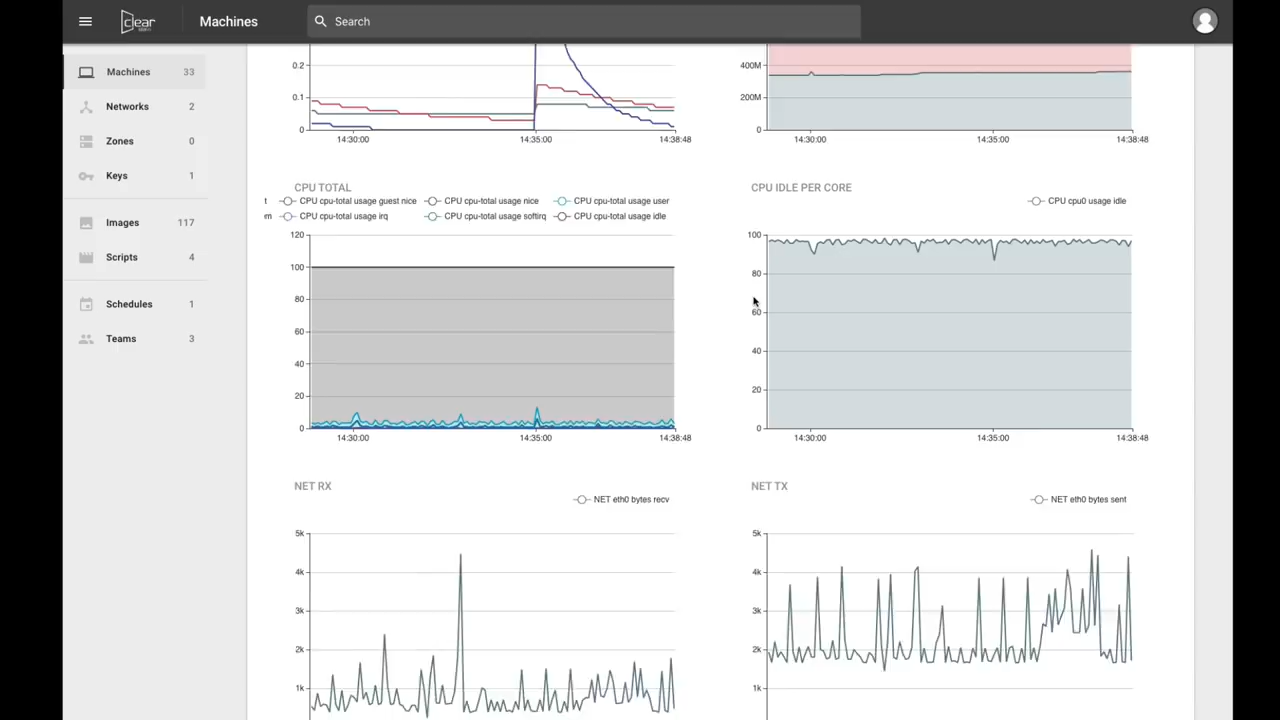 clear
Machines
Search
Machines 33
Networks 2
Zones 0
Keys 1
Images 117
Scripts 4
Schedules 1
Teams 3
0.2
0.1
0
14:30:00 14:35:00 14:38:48
400M
200M
0
14:30:00 14:35:00 14:38:48
CPU TOTAL
t CPU cpu-total usage guest nice CPU cpu-total usage nice CPU cpu-total usage user
m CPU cpu-total usage irq CPU cpu-total usage softirq CPU cpu-total usage idle
120
100
80
60
40
20
0
14:30:00 14:35:00 14:38:48
CPU IDLE PER CORE
CPU cpu0 usage idle
100
80
60
40
20
0
14:30:00 14:35:00 14:38:48
NET RX
NET eth0 bytes recv
5k
4k
3k
2k
1k
NET TX
NET eth0 bytes sent
5k
4k
3k
2k
1k